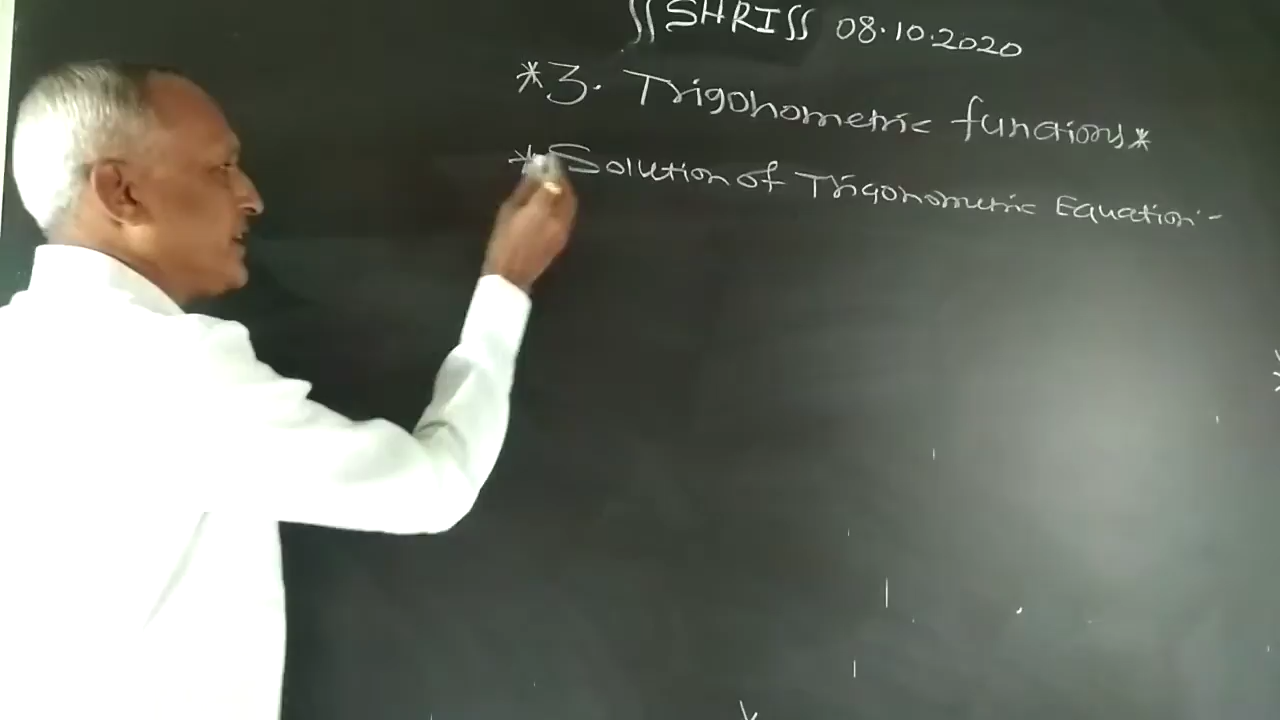 ∬SHRI∬ 08.10.2020
*3. Trigonometric functions*
* Solution of Trigonometric Equation:-